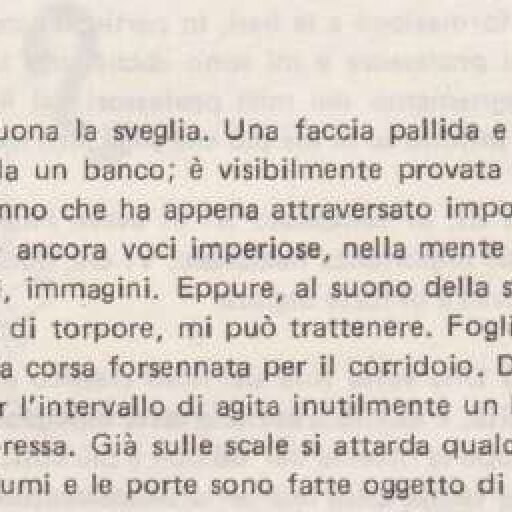 uona la sveglia. Una faccia pallida e
la un banco; è visibilmente provata
nno che ha appena attraversato impo
ancora voci imperiose, nella mente
, immagini. Eppure, al suono della s
di torpore, mi può trattenere. Fogli
a corsa forsennata per il corridoio. D
r l'intervallo di agita inutilmente un
ressa. Già sulle scale si attarda qualc
umi e le porte sono fatte oggetto di